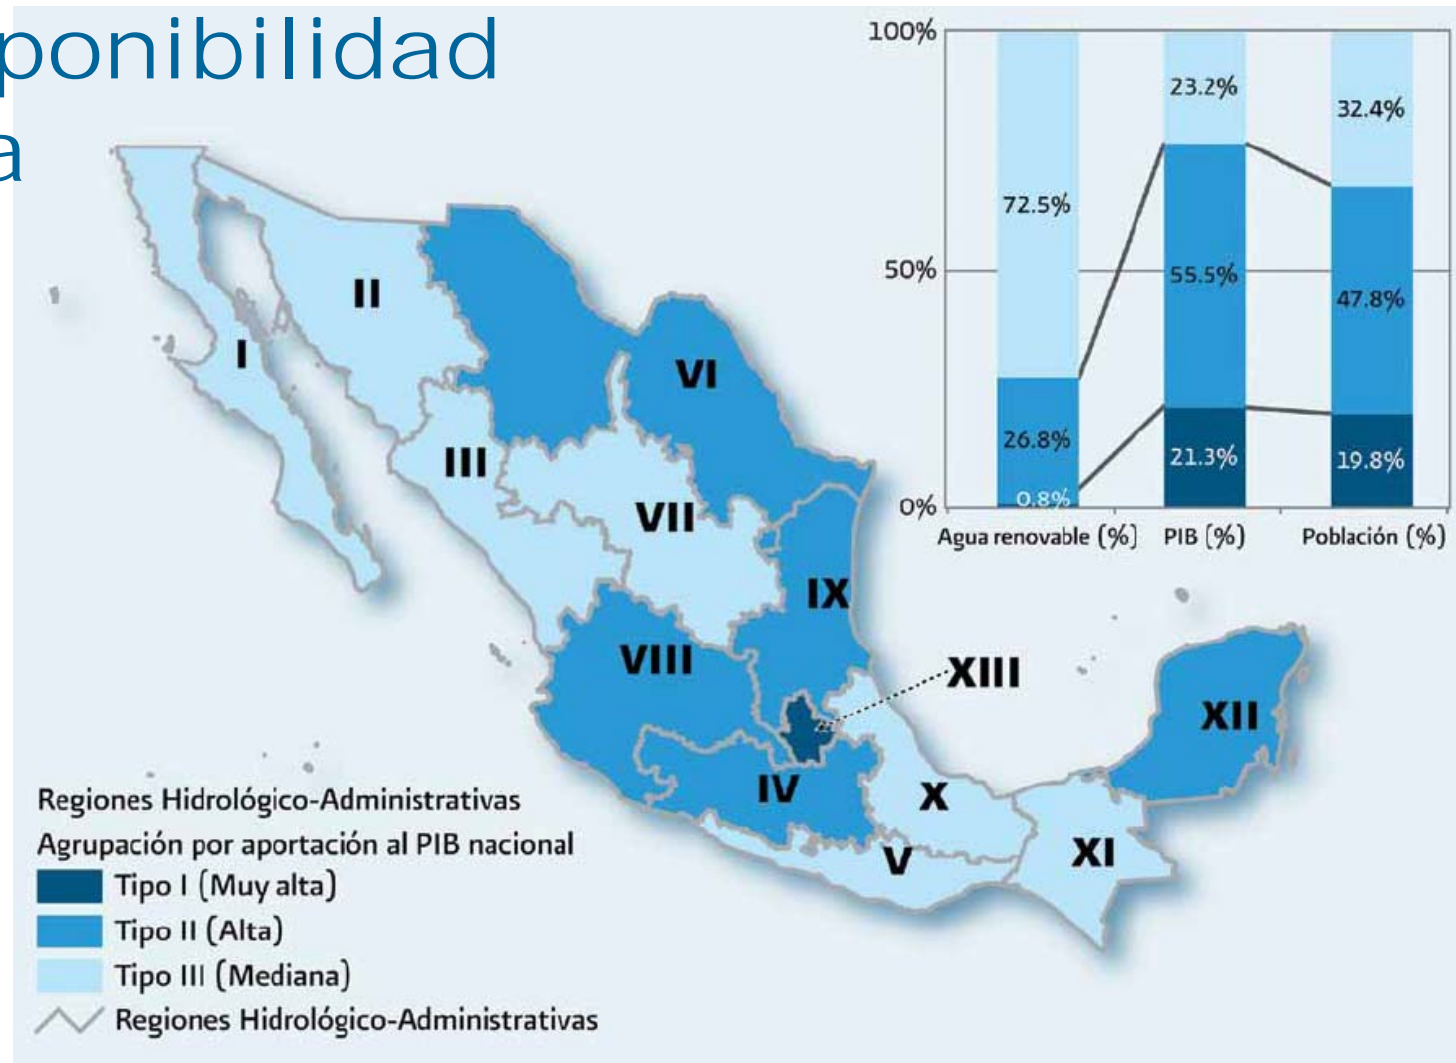 ponibilidad
a
100%
23.2%
32.4%
72.5%
50%
55.5%
47.8%
26.8%
21.3%
19.8%
0.8%
0%
Agua renovable (%) PIB (%) Población (%)
I
II
III
VI
VII
IX
VIII
XIII
XII
IV
X
V
XI
Regiones Hidrológico-Administrativas
Agrupación por aportación al PIB nacional
Tipo I (Muy alta)
Tipo II (Alta)
Tipo III (Mediana)
Regiones Hidrológico-Administrativas